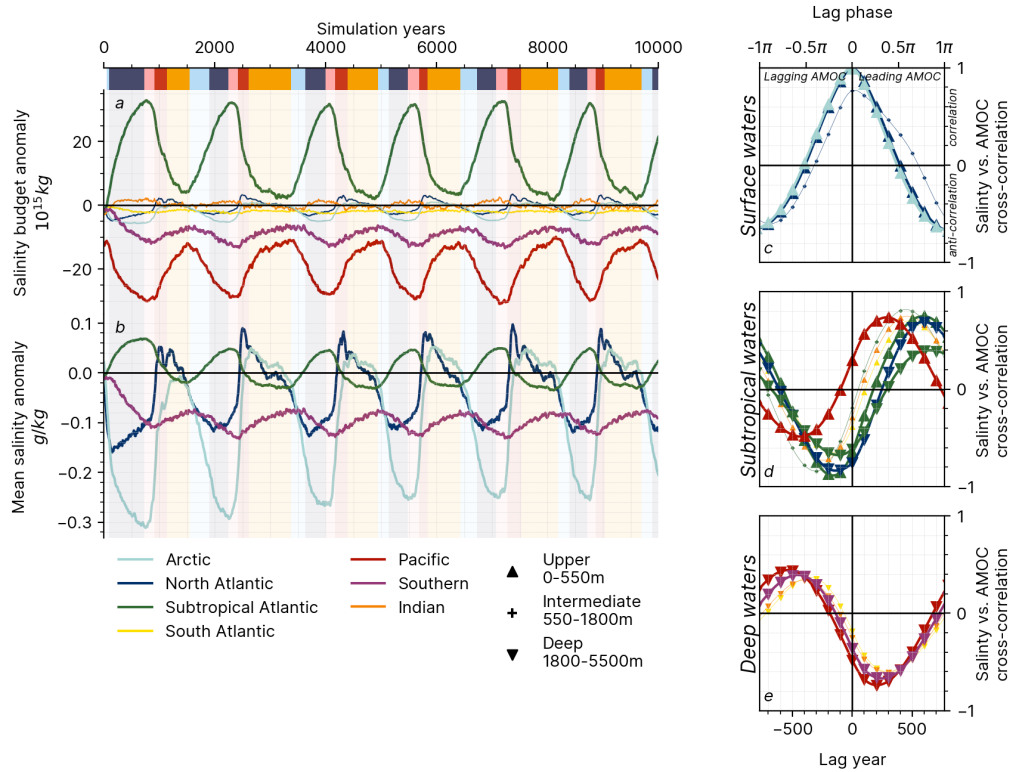 Simulation years
0 2000 4000 6000 8000 10000
a
Salinity budget anomaly
10¹⁵kg
20
0
−20
b
Mean salinity anomaly
g/kg
0.1
0.0
−0.1
−0.2
−0.3
Arctic
North Atlantic
Subtropical Atlantic
South Atlantic
Pacific
Southern
Indian
Upper
0-550m
Intermediate
550-1800m
Deep
1800-5500m
Lag phase
-1π -0.5π 0 0.5π 1π
Lagging AMOC Leading AMOC
Surface waters
c
correlation
anti-correlation
1
0
−1
Salinity vs. AMOC
cross-correlation
Subtropical waters
d
1
0
−1
Salinity vs. AMOC
cross-correlation
Deep waters
e
1
0
−1
Salinity vs. AMOC
cross-correlation
−500 0 500
Lag year